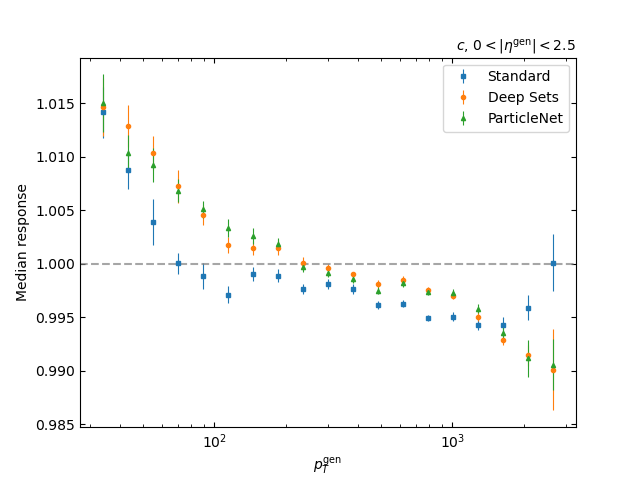 c, 0 < |η^gen| < 2.5
Standard
Deep Sets
ParticleNet
Median response
1.015
1.010
1.005
1.000
0.995
0.990
0.985
10^2
10^3
p_T^gen